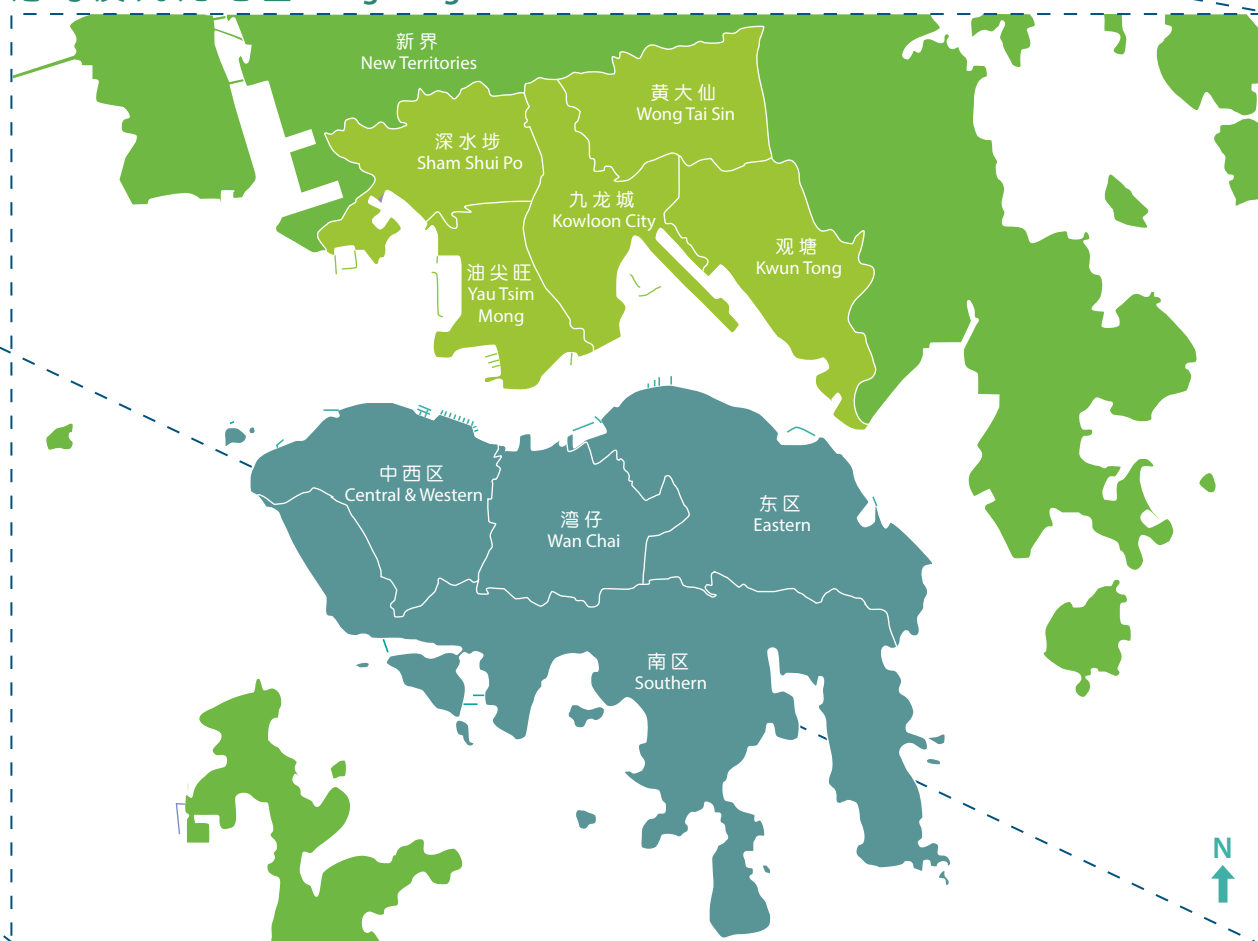 新界
New Territories
黄大仙
Wong Tai Sin
深水埗
Sham Shui Po
九龙城
Kowloon City
观塘
Kwun Tong
油尖旺
Yau Tsim
Mong
中西区
Central & Western
湾仔
Wan Chai
东区
Eastern
南区
Southern
N